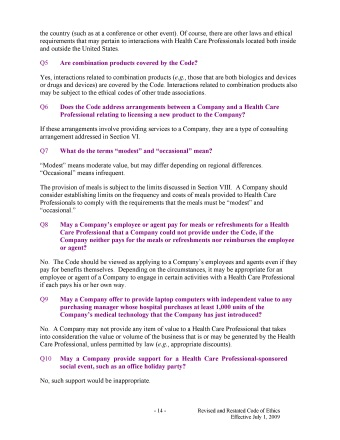 the country (such as at a conference or other event). Of course, there are other laws and ethical
requirements that may pertain to interactions with Health Care Professionals located both inside
and outside the United States.
Q5 Are combination products covered by the Code?
Yes, interactions related to combination products (e.g., those that are both biologics and devices
or drugs and devices) are covered by the Code. Interactions related to combination products also
may be subject to the ethical codes of other trade associations.
Q6 Does the Code address arrangements between a Company and a Health Care
Professional relating to licensing a new product to the Company?
If these arrangements involve providing services to a Company, they are a type of consulting
arrangement addressed in Section VI.
Q7 What do the terms “modest” and “occasional” mean?
“Modest” means moderate value, but may differ depending on regional differences.
“Occasional” means infrequent.
The provision of meals is subject to the limits discussed in Section VIII. A Company should
consider establishing limits on the frequency and costs of meals provided to Health Care
Professionals to comply with the requirements that the meals must be “modest” and
“occasional.”
Q8 May a Company’s employee or agent pay for meals or refreshments for a Health
Care Professional that a Company could not provide under the Code, if the
Company neither pays for the meals or refreshments nor reimburses the employee
or agent?
No. The Code should be viewed as applying to a Company’s employees and agents even if they
pay for benefits themselves. Depending on the circumstances, it may be appropriate for an
employee or agent of a Company to engage in certain activities with a Health Care Professional
if each pays his or her own way.
Q9 May a Company offer to provide laptop computers with independent value to any
purchasing manager whose hospital purchases at least 1,000 units of the
Company’s medical technology that the Company has just introduced?
No. A Company may not provide any item of value to a Health Care Professional that takes
into consideration the value or volume of the business that is or may be generated by the Health
Care Professional, unless permitted by law (e.g., appropriate discounts).
Q10 May a Company provide support for a Health Care Professional-sponsored
social event, such as an office holiday party?
No, such support would be inappropriate.
- 14 - Revised and Restated Code of Ethics
Effective July 1, 2009